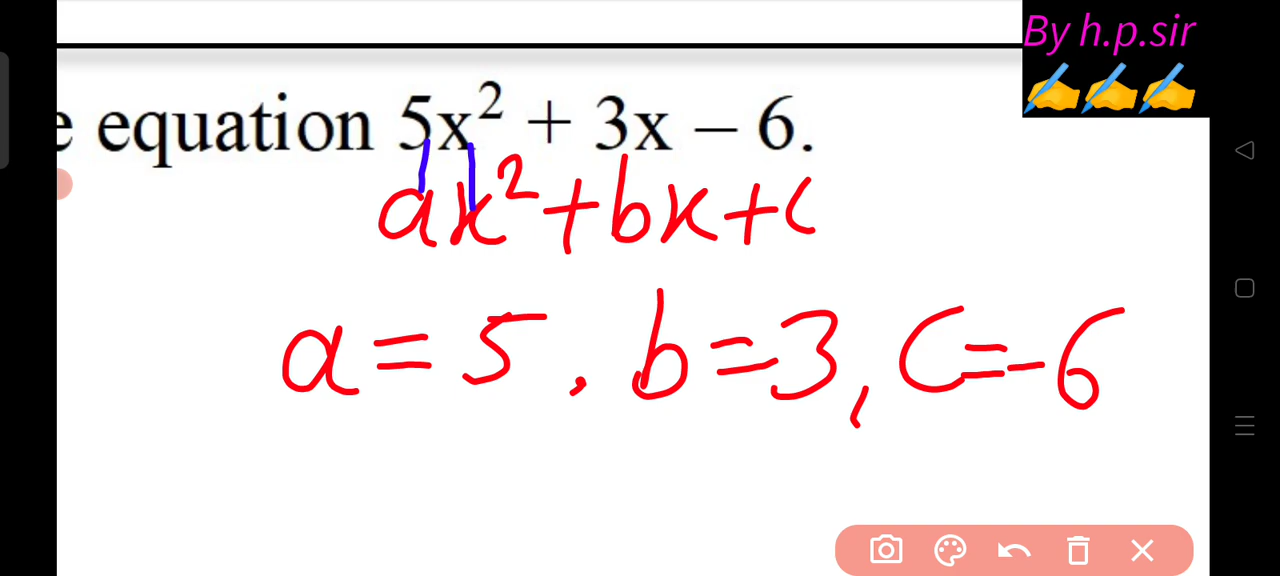 By h.p.sir
✍✍✍
e equation 5x² + 3x – 6.
ax²+bx+c
a=5, b=3, c=-6